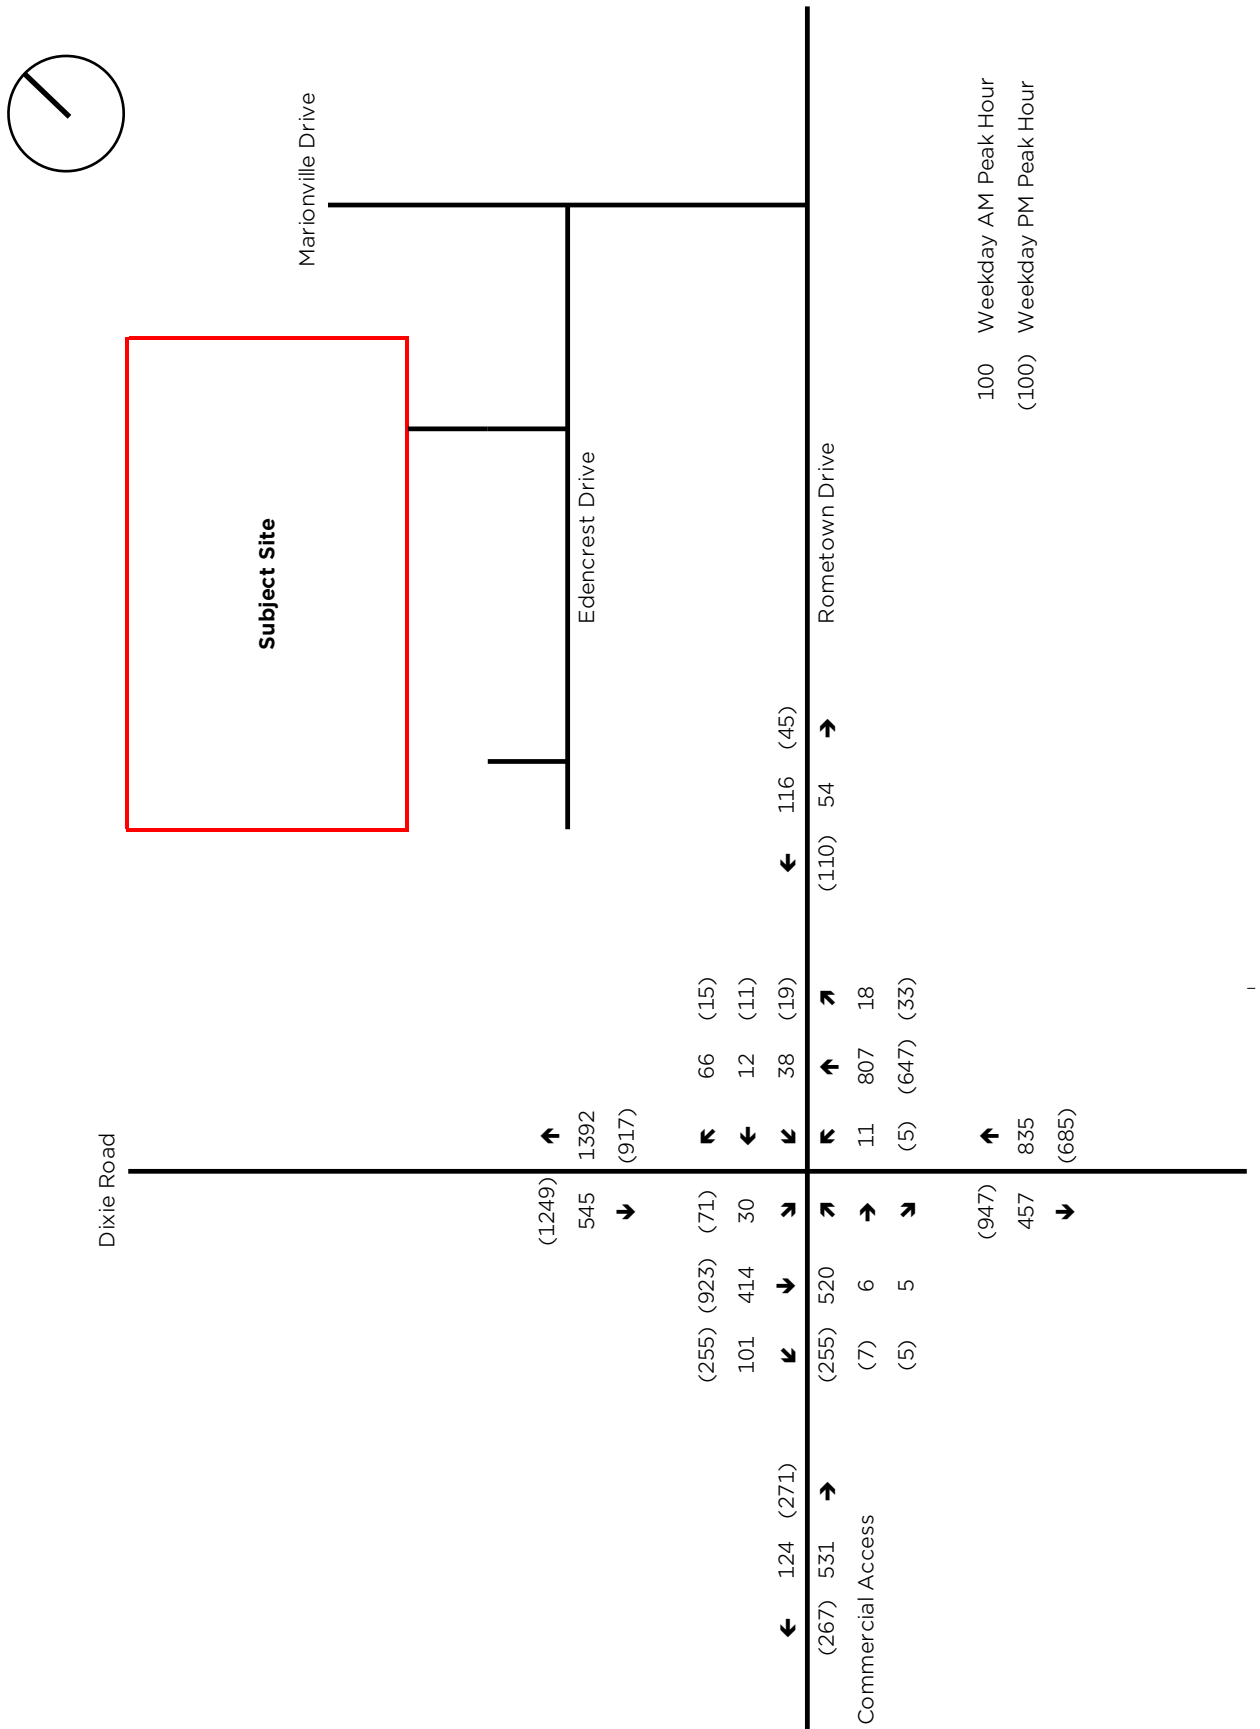 Dixie Road
Subject Site
Marionville Drive
(1249)
545 1392 Edencrest Drive
(917)
(255) (923) (71) 66 (15)
101 414 30 12 (11)
124 (271) 38 (19) 116 (45)
(267) 531 (255) 520 (110) 54 Rometown Drive
Commercial Access (7) 6 11 807 18
(5) 5 (5) (647) (33)
(947) 100 Weekday AM Peak Hour
457 835 (100) Weekday PM Peak Hour
(685)